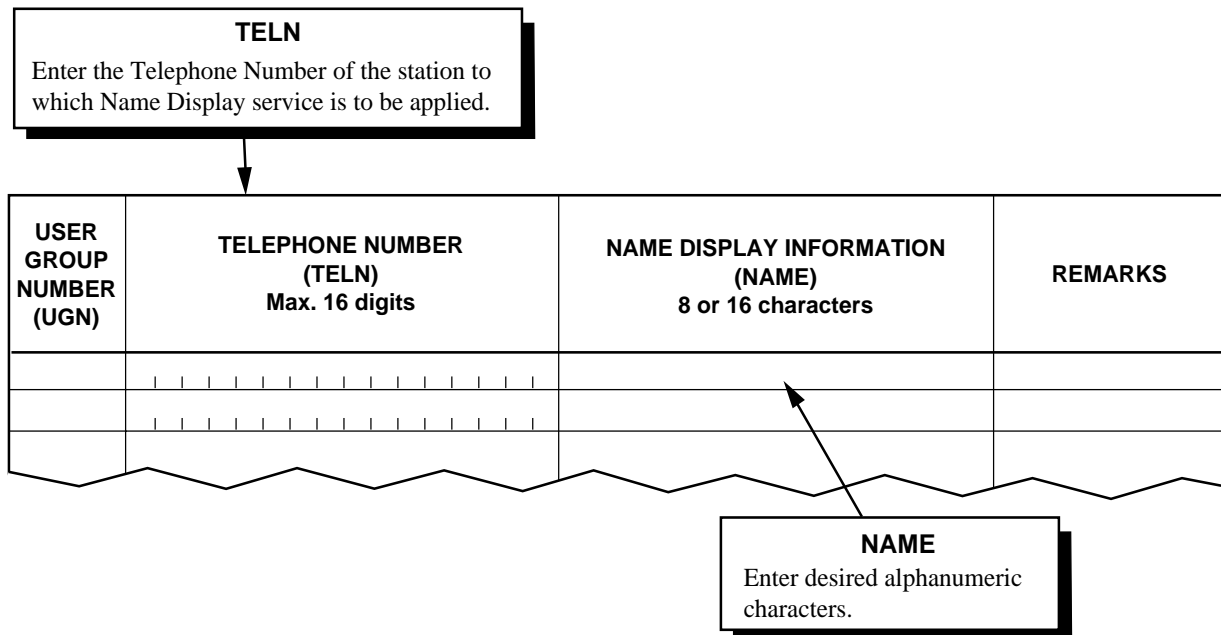 TELN
Enter the Telephone Number of the station to
which Name Display service is to be applied.
USER
GROUP
NUMBER
(UGN)
TELEPHONE NUMBER
(TELN)
Max. 16 digits
NAME DISPLAY INFORMATION
(NAME)
8 or 16 characters
REMARKS
NAME
Enter desired alphanumeric
characters.